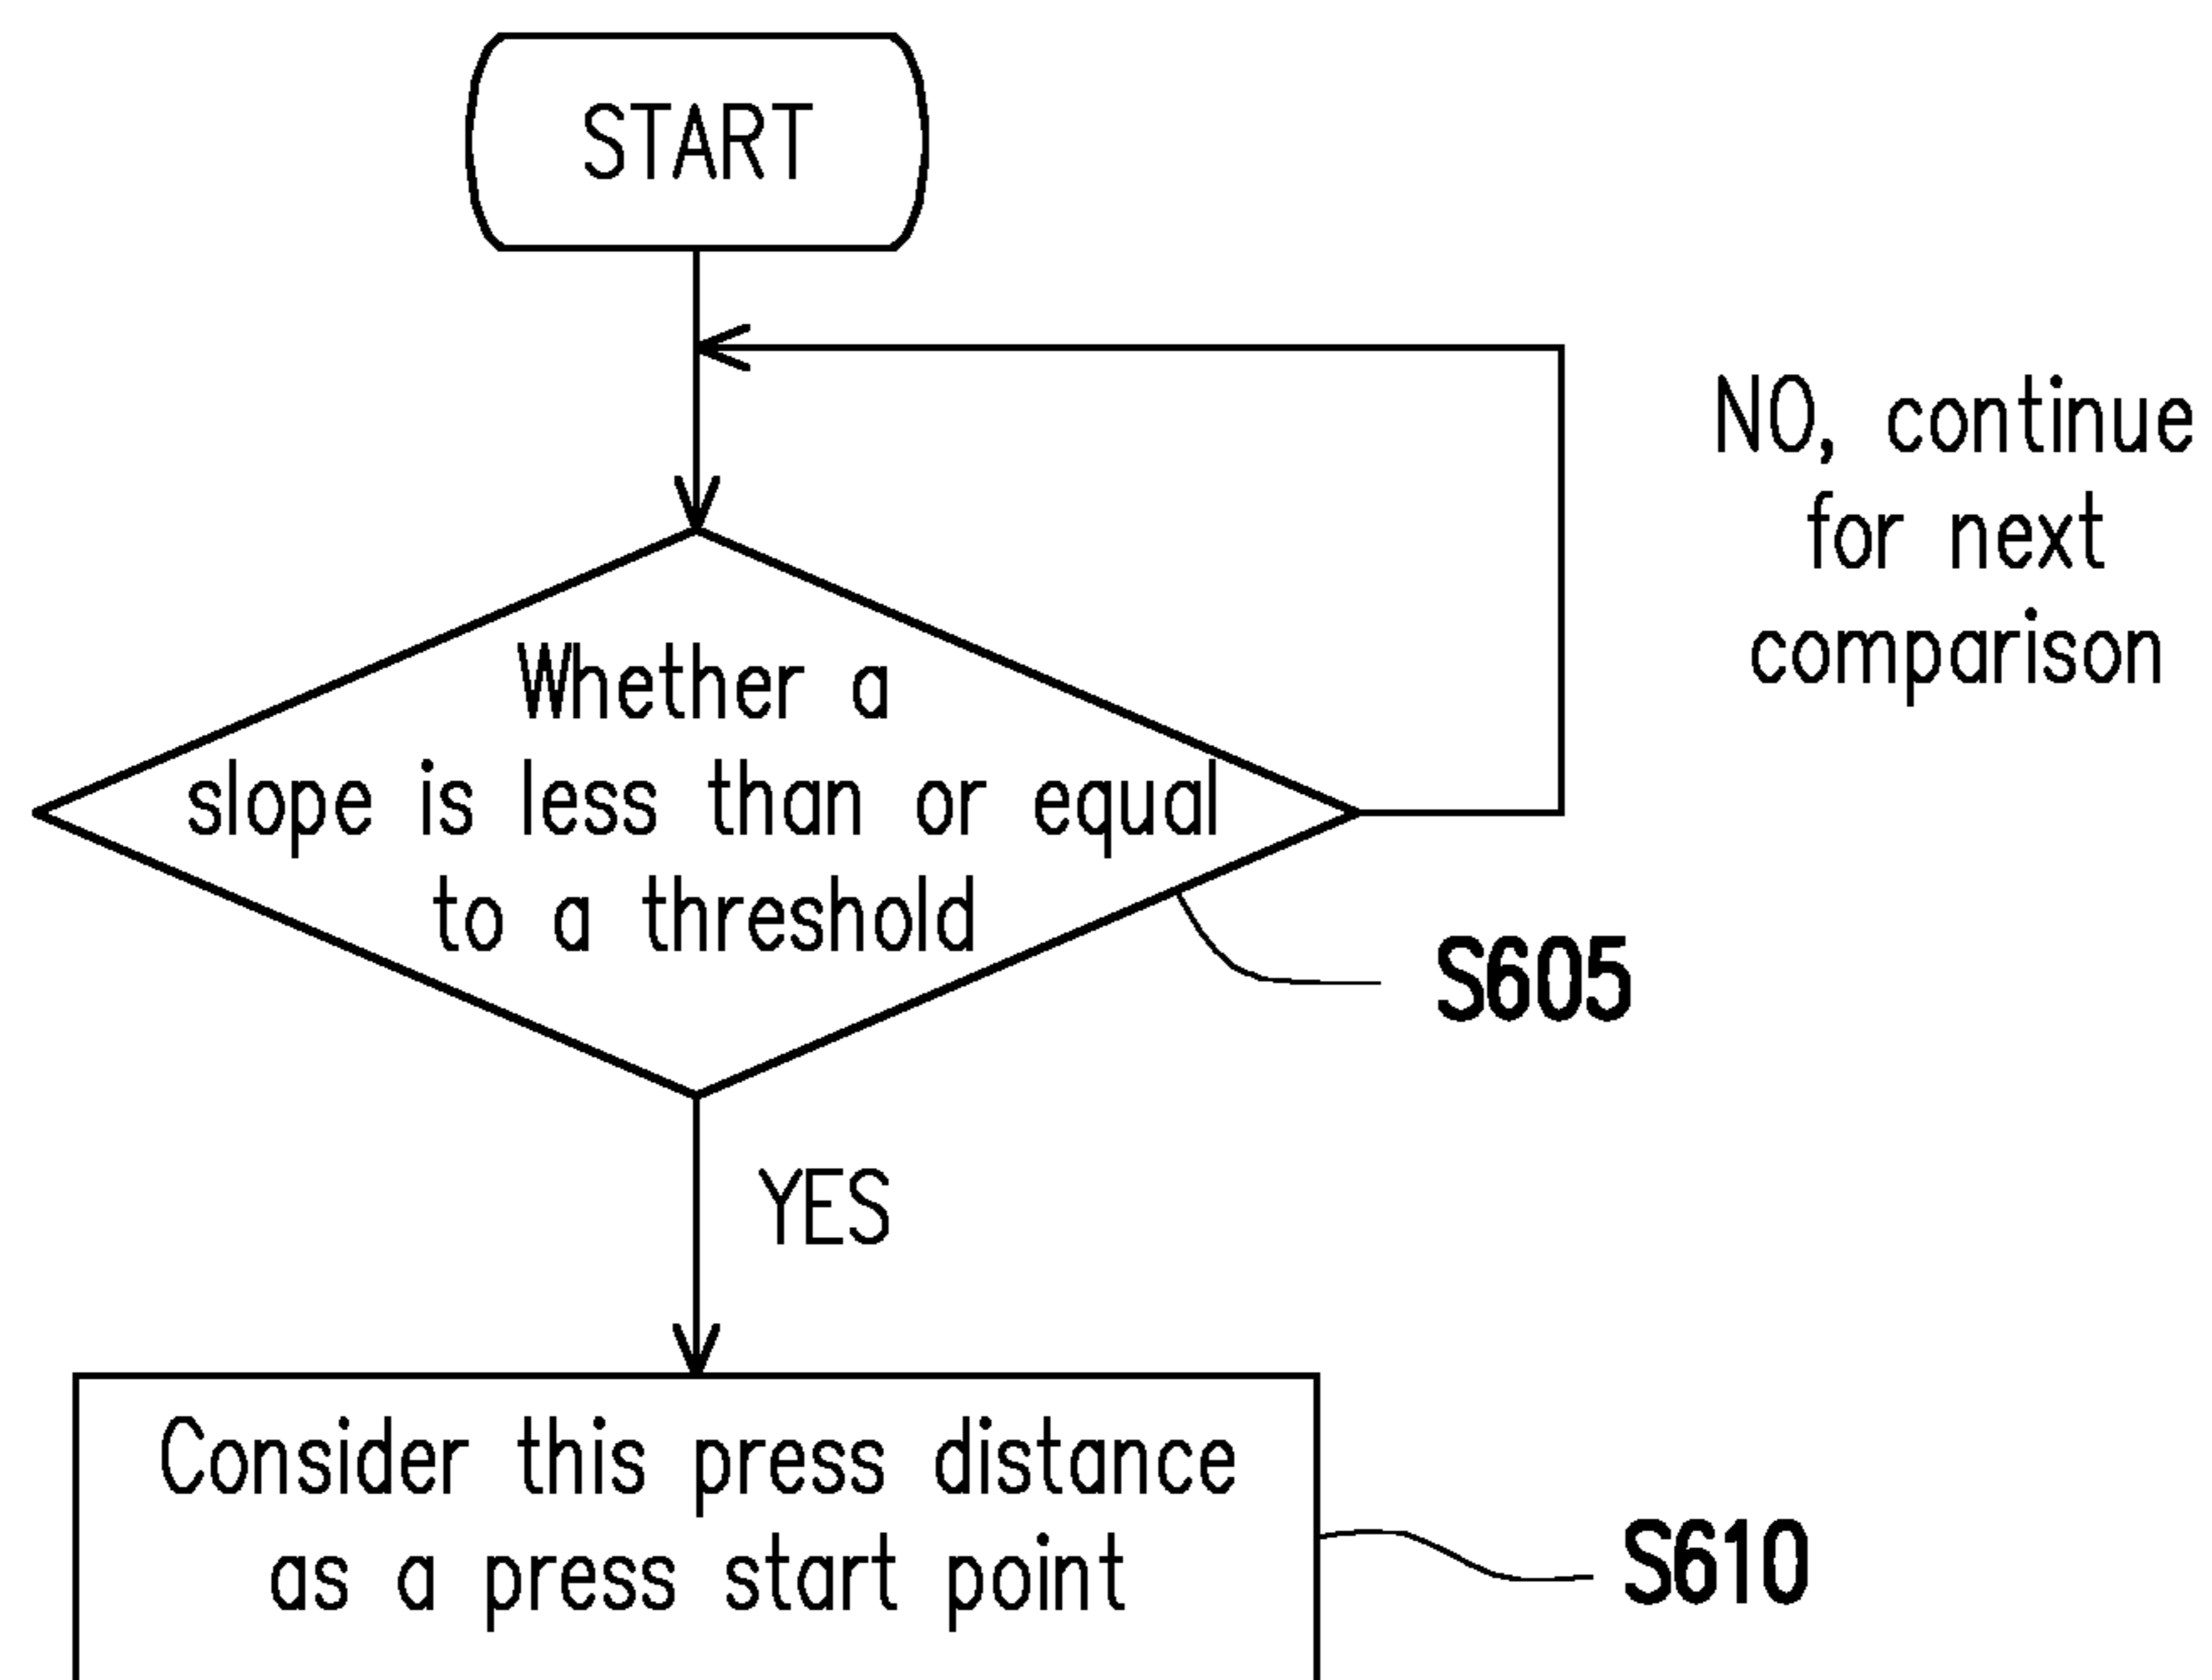 START
NO, continue
for next
comparison
Whether a
slope is less than or equal
to a threshold
S605
YES
Consider this press distance
as a press start point
S610